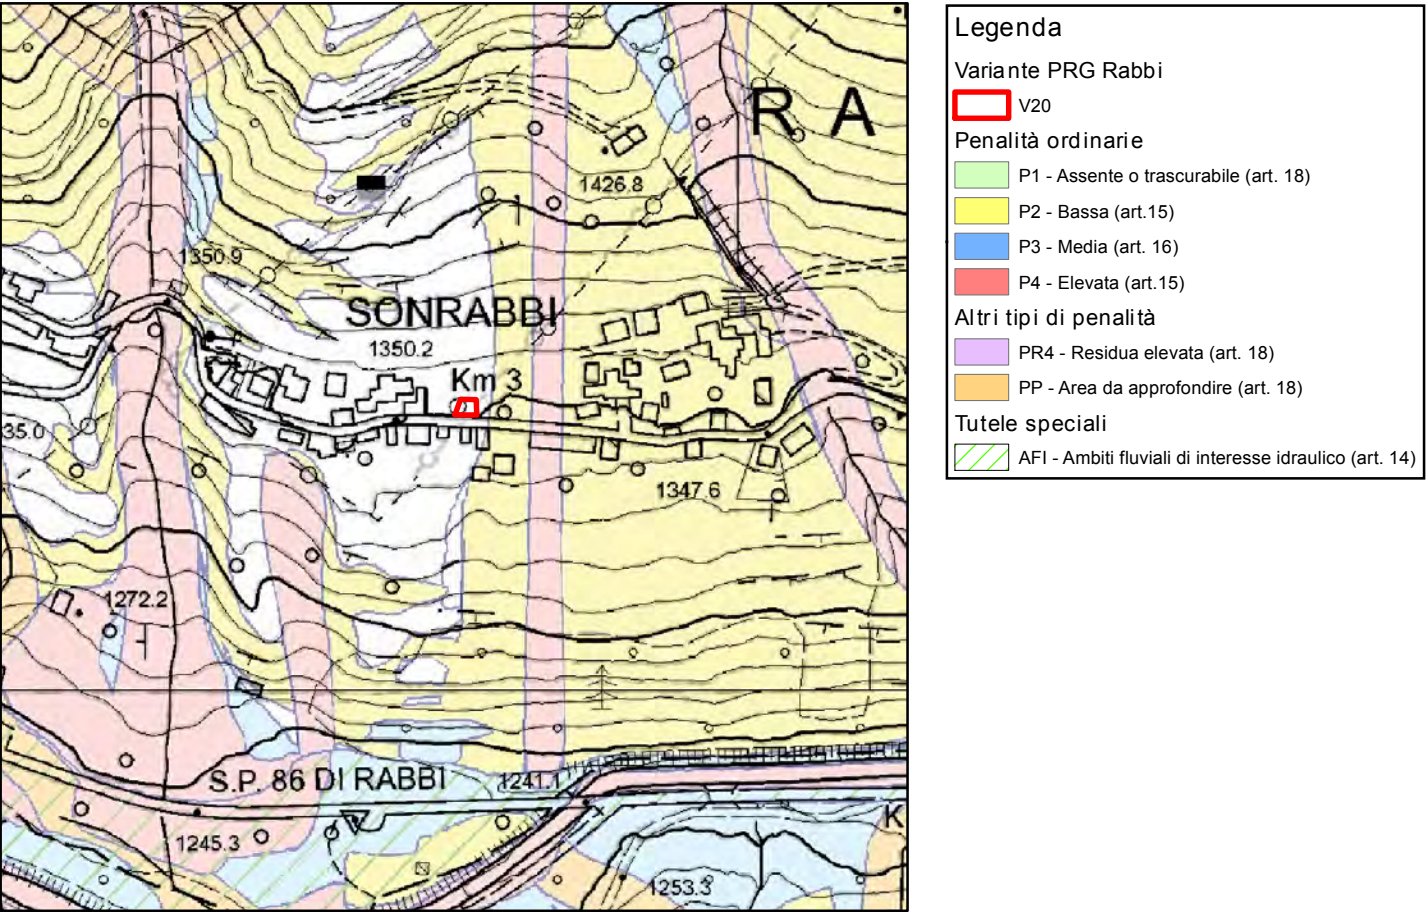 R A
1426.8
1350.9
SONRABBI
1350.2
Km 3
35.0
1347.6
1272.2
S.P. 86 DI RABBI
1241.1
K
1245.3
1253.3
Legenda
Variante PRG Rabbi
V20
Penalità ordinarie
P1 - Assente o trascurabile (art. 18)
P2 - Bassa (art.15)
P3 - Media (art. 16)
P4 - Elevata (art.15)
Altri tipi di penalità
PR4 - Residua elevata (art. 18)
PP - Area da approfondire (art. 18)
Tutele speciali
AFI - Ambiti fluviali di interesse idraulico (art. 14)